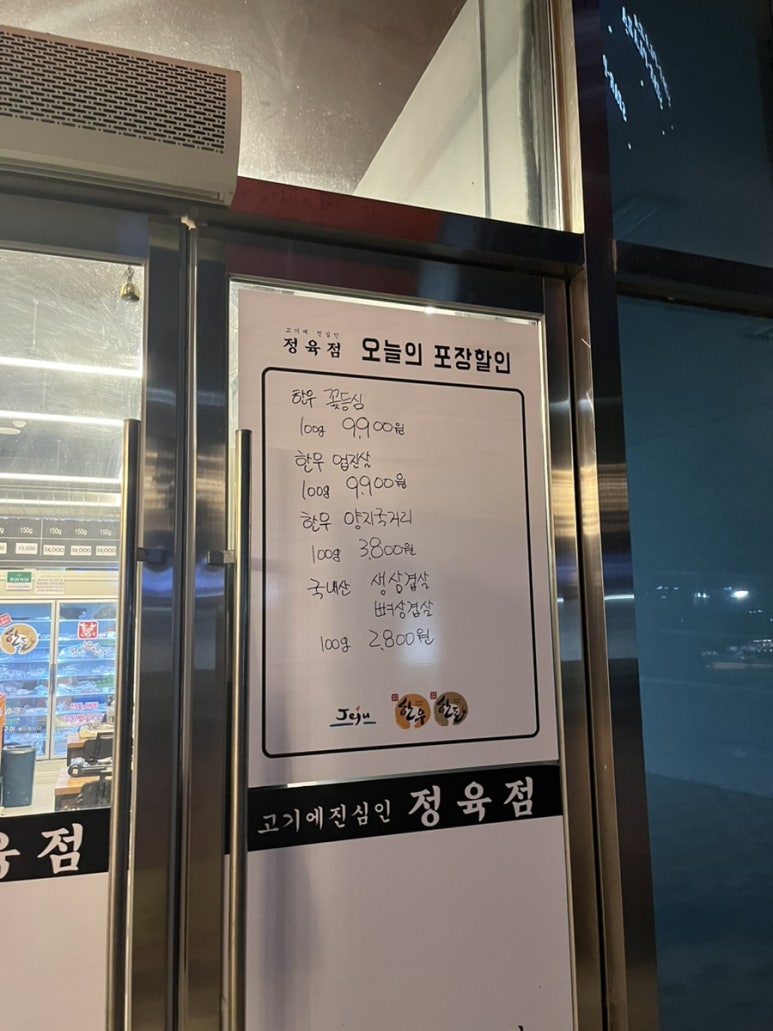 고기에 진심인
정육점 오늘의 포장할인
한우 꽃등심
100g 9,900원
한우 업진살
100g 9,900원
한우 양지국거리
100g 3,800원
국내산 생삼겹살
뼈삼겹살
100g 2,800원
Jeju 한우 한돈
고기에진심인 정육점
육점
150g 150g 150g 150g
15,000 34,000 34,000 34,000
한돈